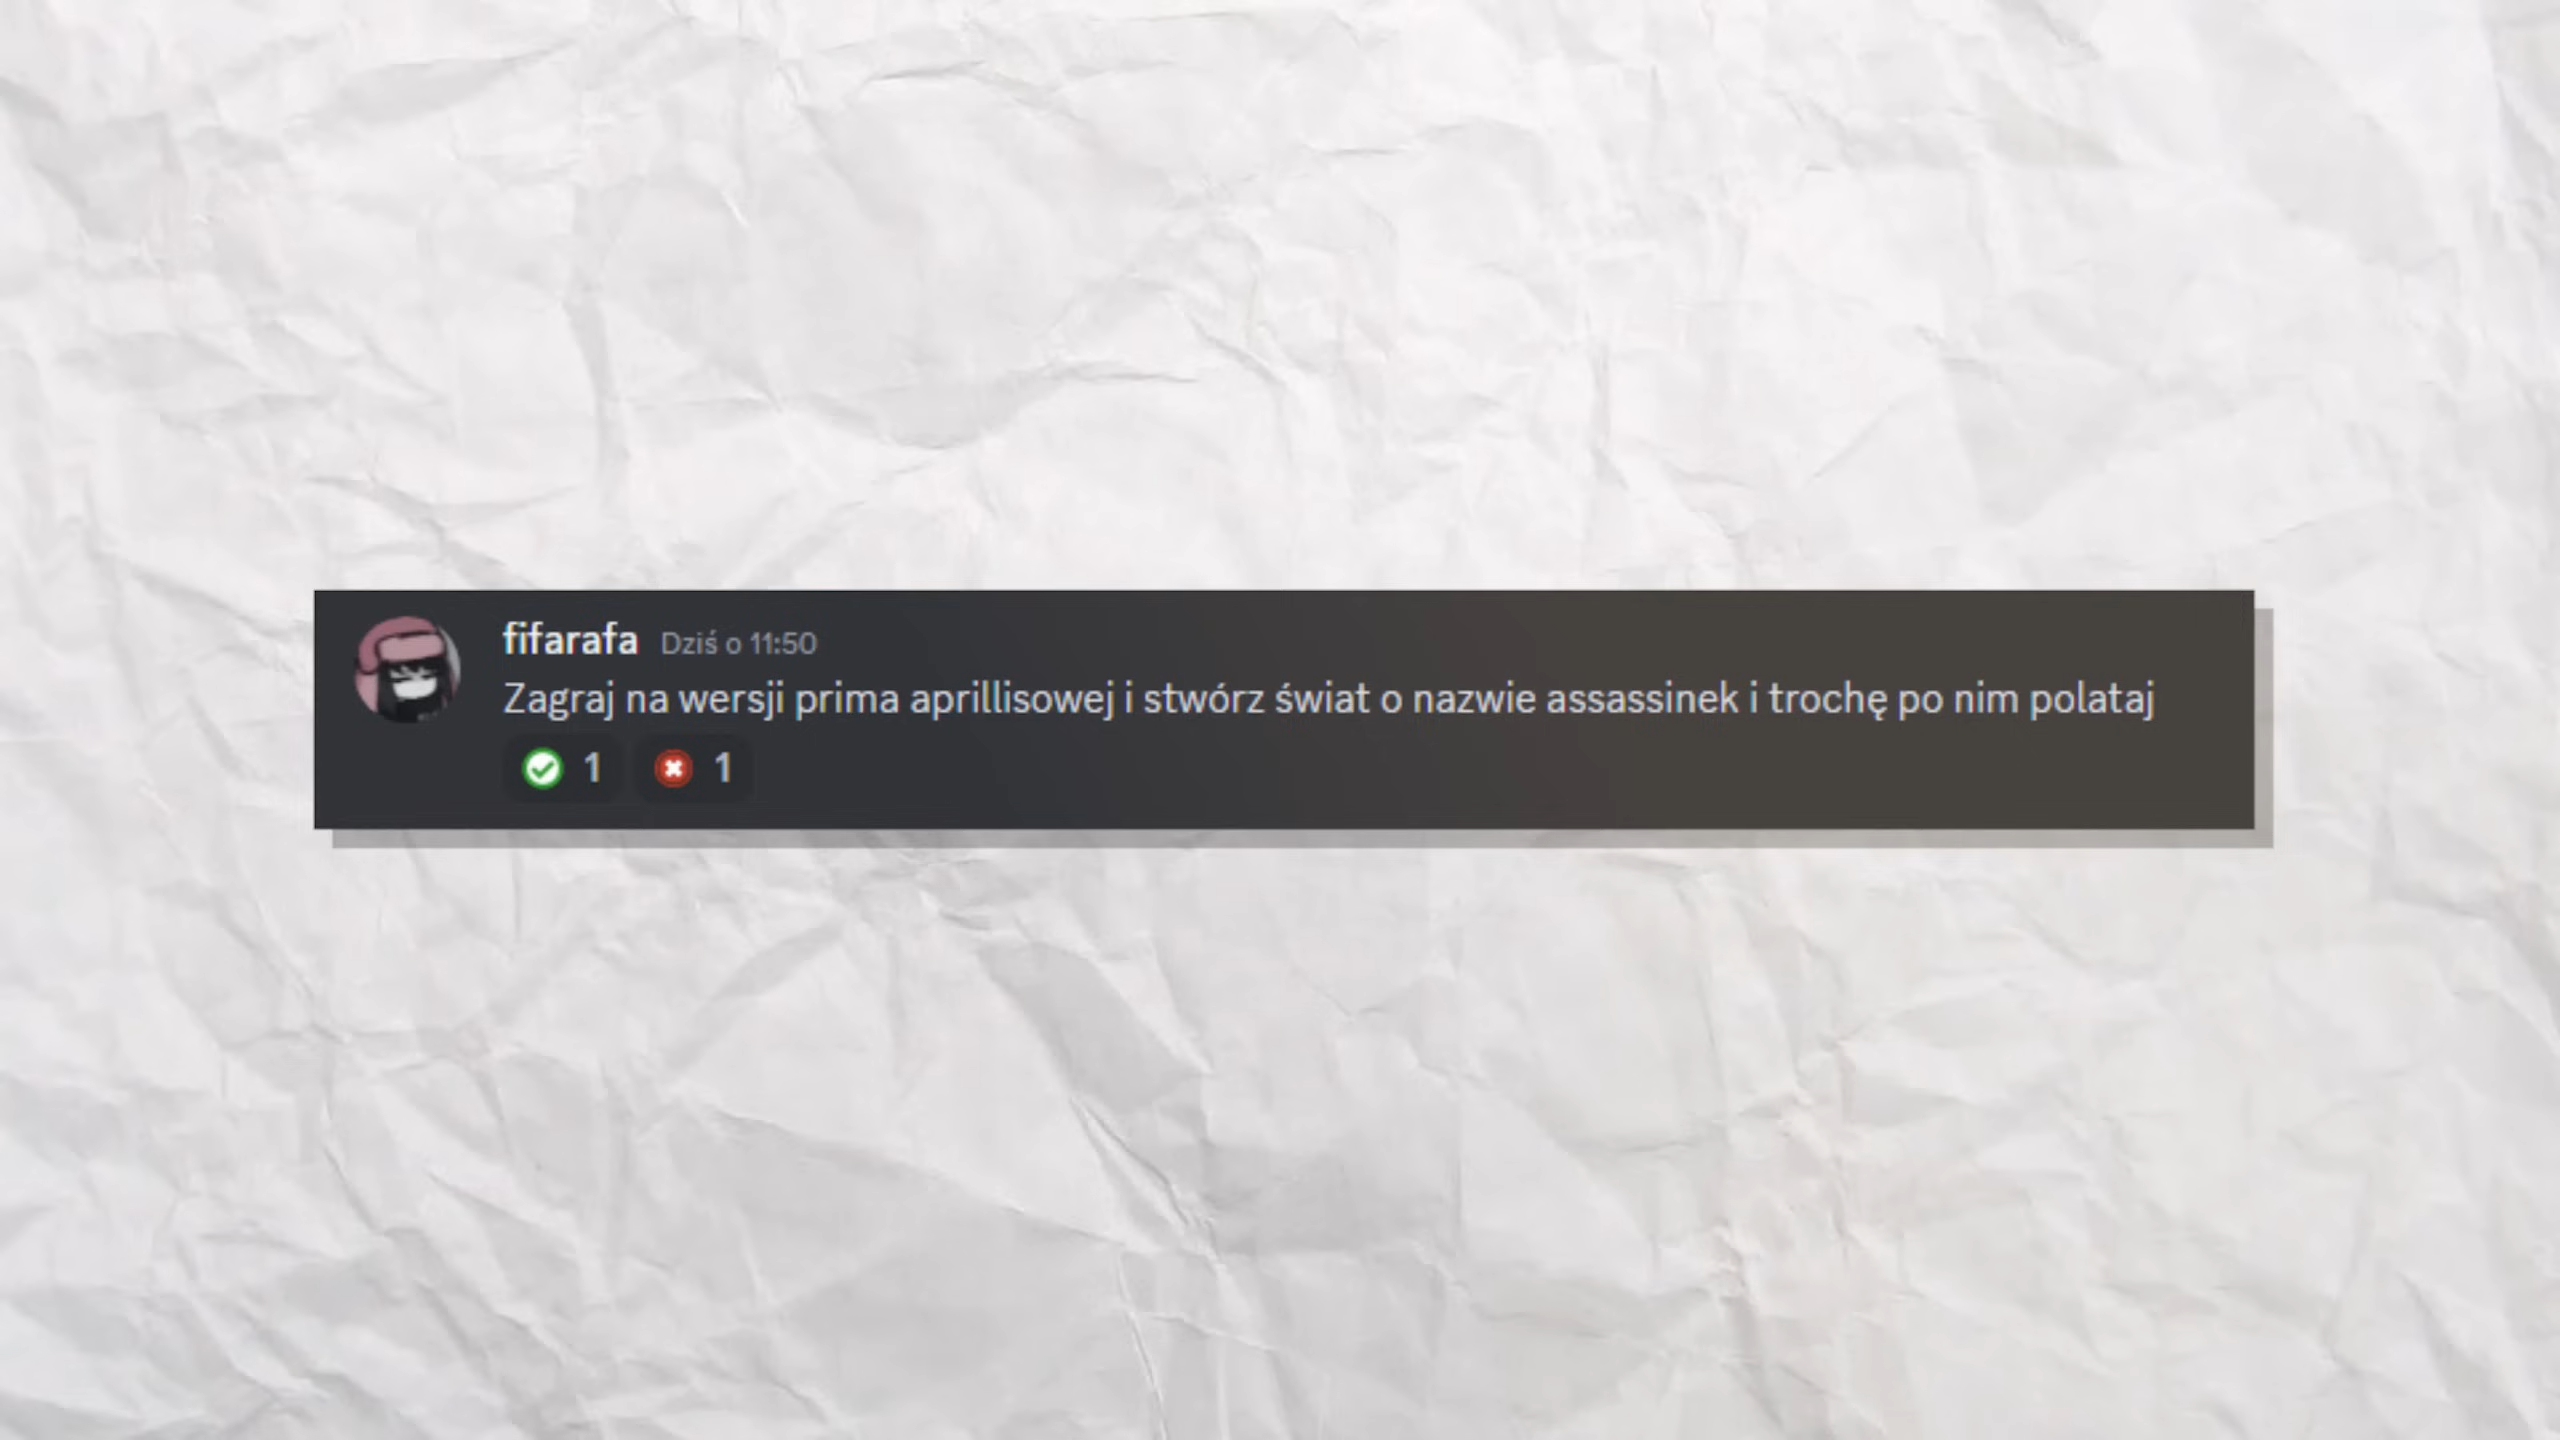 fifarafa Dziś o 11:50
Zagraj na wersji prima aprillisowej i stwórz świat o nazwie assassinek i trochę po nim polataj
1 1